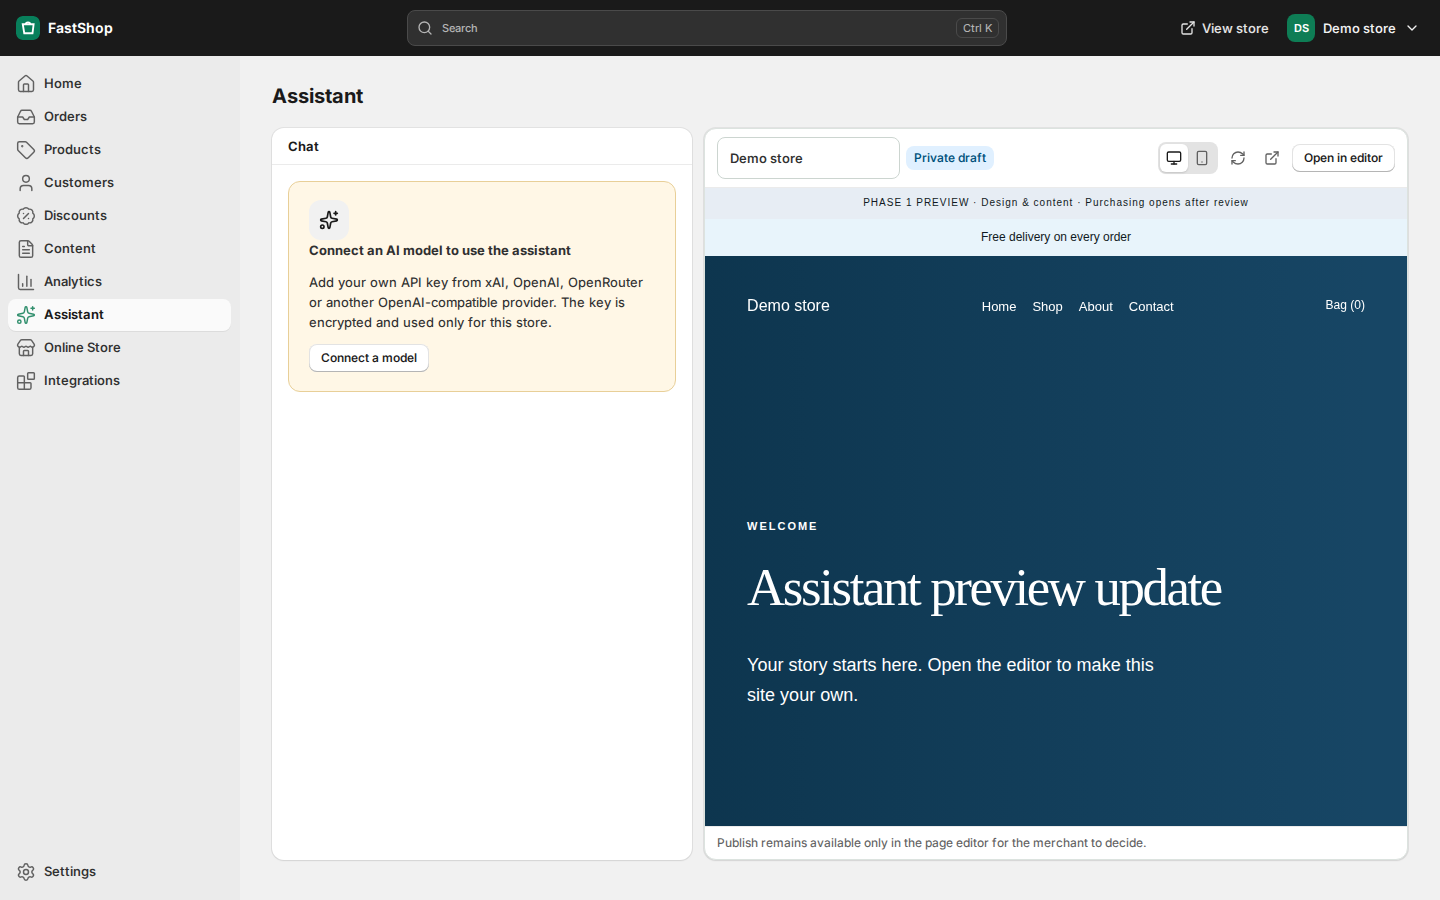 FastShop
Search
Ctrl K
View store
DS
Demo store
Home
Orders
Products
Customers
Discounts
Content
Analytics
Assistant
Online Store
Integrations
Settings
Assistant
Chat
Connect an AI model to use the assistant
Add your own API key from xAI, OpenAI, OpenRouter
or another OpenAI-compatible provider. The key is
encrypted and used only for this store.
Connect a model
Demo store
Private draft
Open in editor
PHASE 1 PREVIEW · Design & content · Purchasing opens after review
Free delivery on every order
Demo store
Home
Shop
About
Contact
Bag (0)
WELCOME
Assistant preview update
Your story starts here. Open the editor to make this
site your own.
Publish remains available only in the page editor for the merchant to decide.